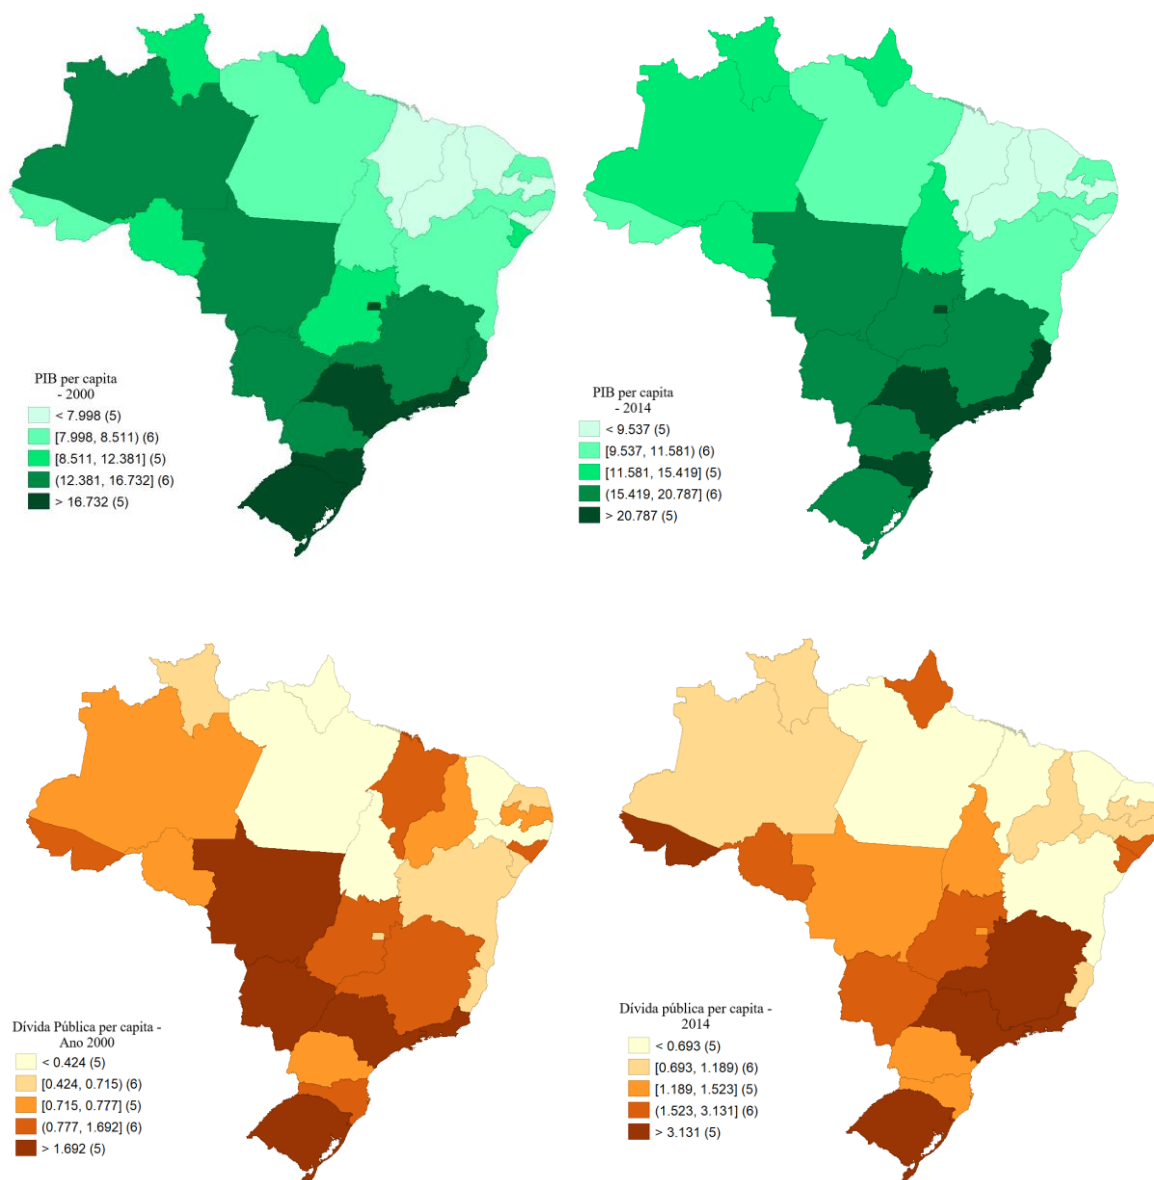 PIB per capita
- 2000
< 7.998 (5)
[7.998, 8.511) (6)
[8.511, 12.381] (5)
(12.381, 16.732] (6)
> 16.732 (5)
PIB per capita
- 2014
< 9.537 (5)
[9.537, 11.581) (6)
[11.581, 15.419] (5)
(15.419, 20.787] (6)
> 20.787 (5)
Dívida Pública per capita -
Ano 2000
< 0.424 (5)
[0.424, 0.715) (6)
[0.715, 0.777] (5)
(0.777, 1.692] (6)
> 1.692 (5)
Dívida pública per capita -
2014
< 0.693 (5)
[0.693, 1.189) (6)
[1.189, 1.523] (5)
(1.523, 3.131] (6)
> 3.131 (5)